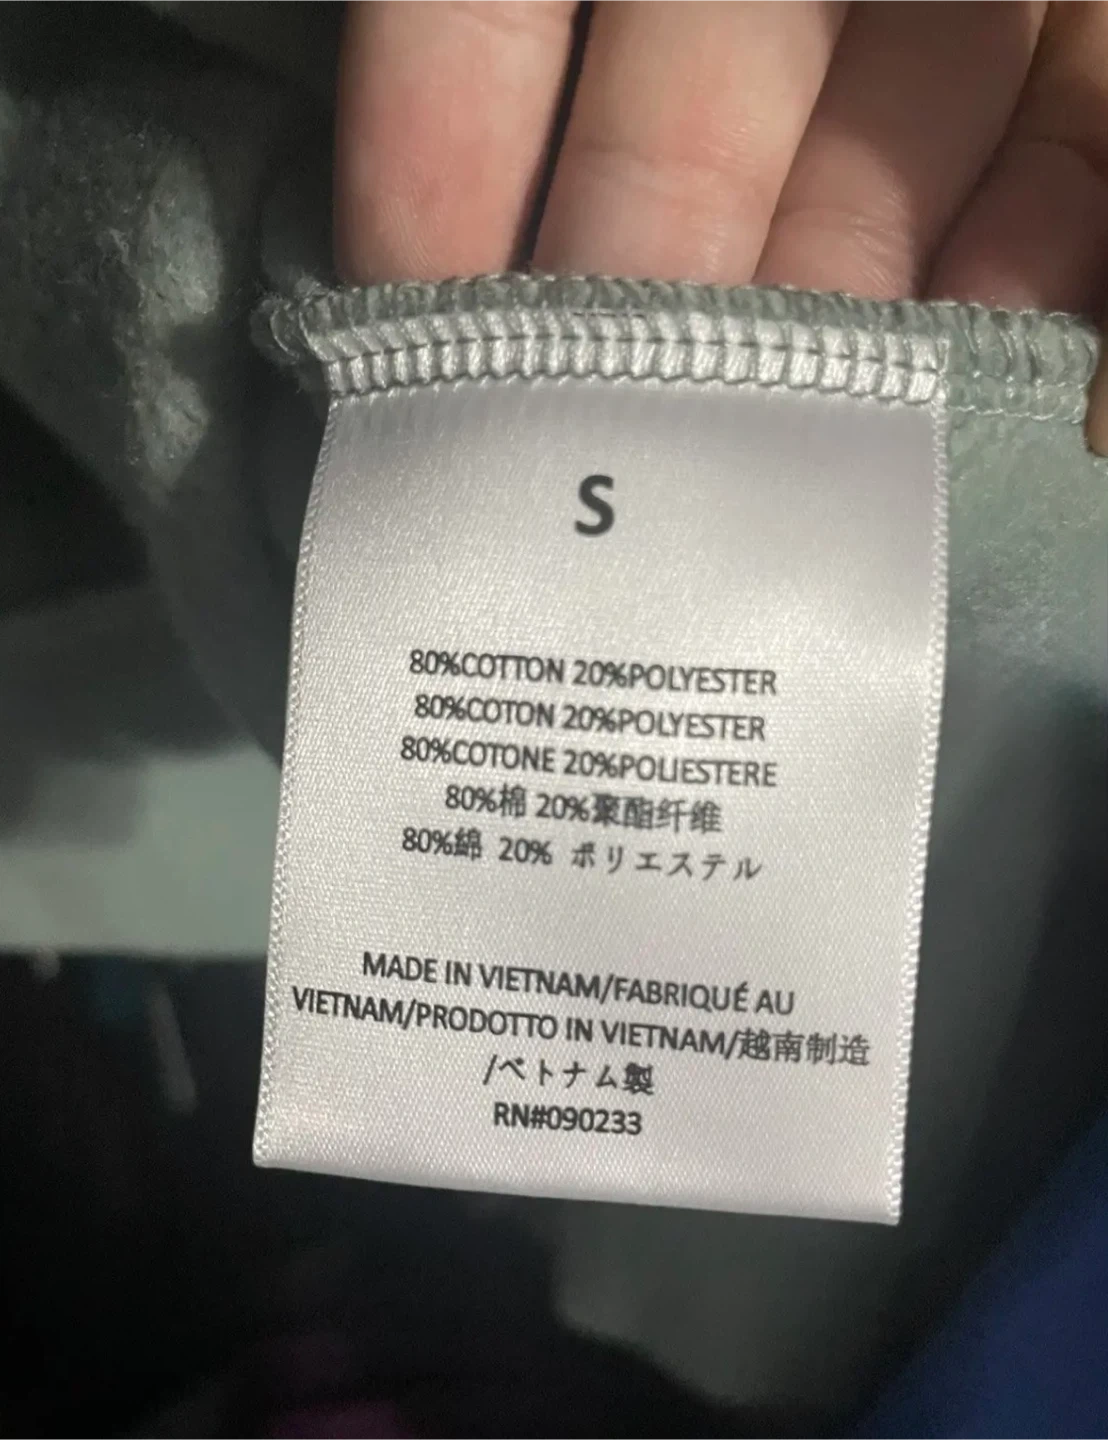 S
80%COTTON 20%POLYESTER
80%COTON 20%POLYESTER
80%COTONE 20%POLIESTERE
80%棉 20%聚酯纤维
80%綿 20% ポリエステル
MADE IN VIETNAM/FABRIQUÉ AU
VIETNAM/PRODOTTO IN VIETNAM/越南制造
/ベトナム製
RN#090233